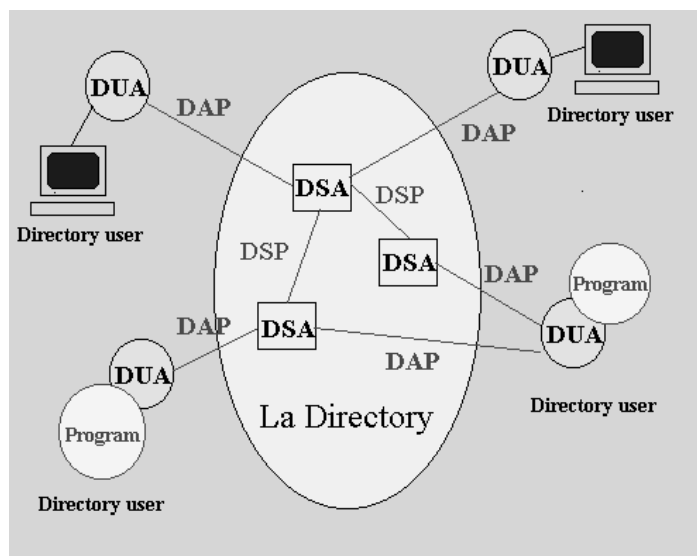 DUA
DAP
Directory user
DUA
DAP
Directory user
DSA
DSP
DSP
DSA
DAP
Program
DUA
Directory user
DSA
DAP
DAP
DUA
Program
Directory user
La Directory